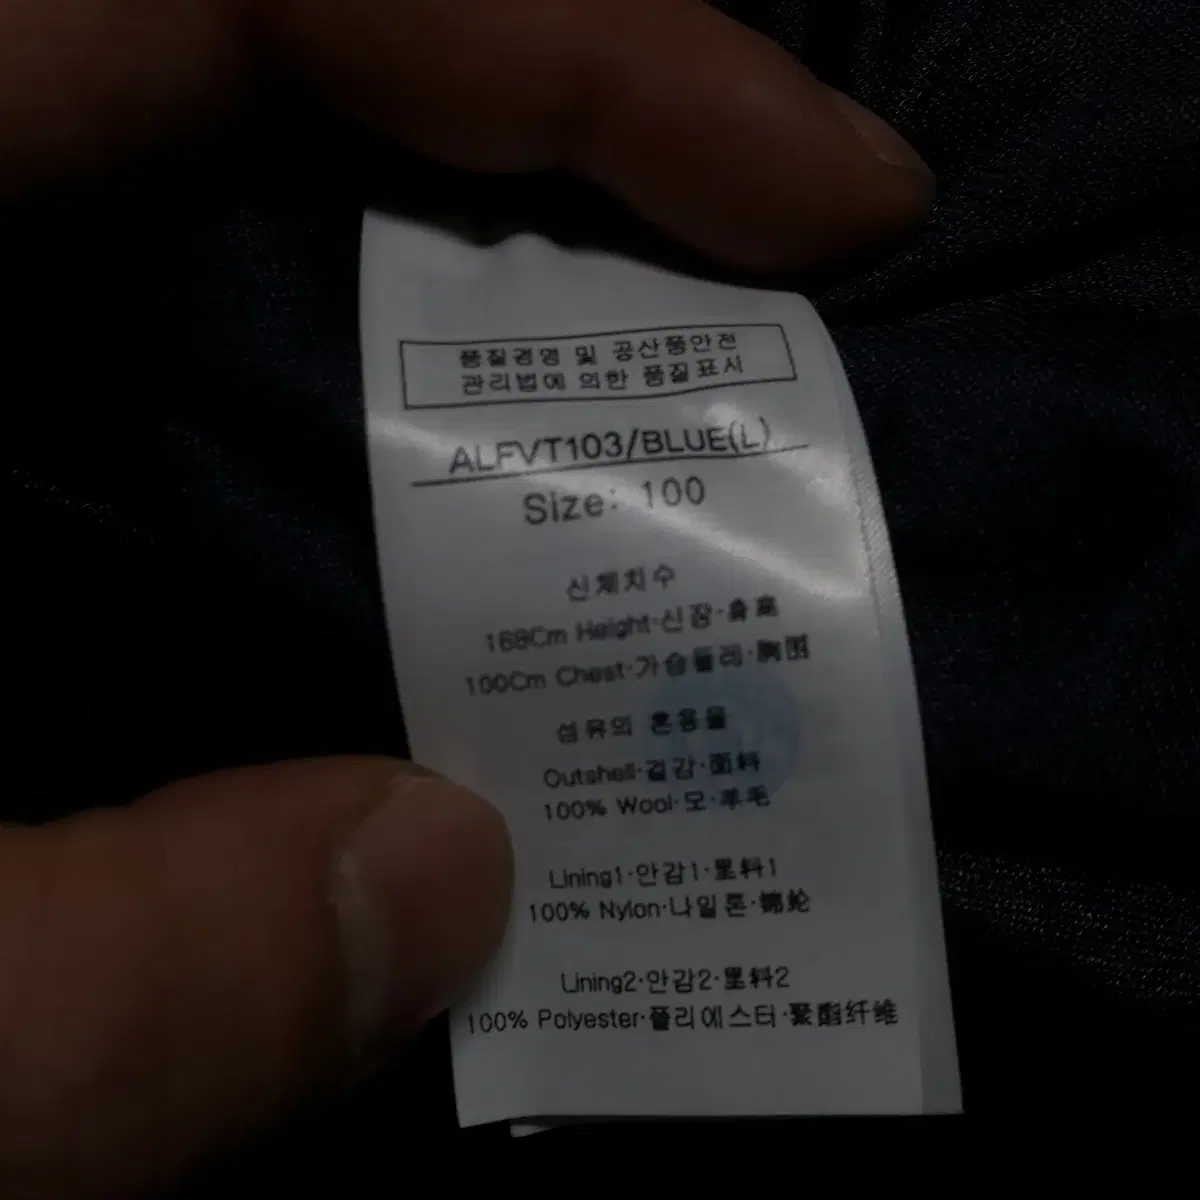 품질경영 및 공산품안전
관리법에 의한 품질표시
ALFVT103/BLUE(L)
Size: 100
신체치수
168Cm Height·신장·身高
100Cm Chest·가슴둘레·胸围
섬유의 혼용율
Outshell·겉감·面料
100% Wool·모·羊毛
Lining1·안감1·里料1
100% Nylon·나일론·锦纶
Lining2·안감2·里料2
100% Polyester·폴리에스터·聚酯纤维